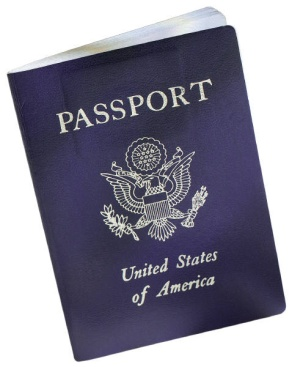 PASSPORT
United States
of America